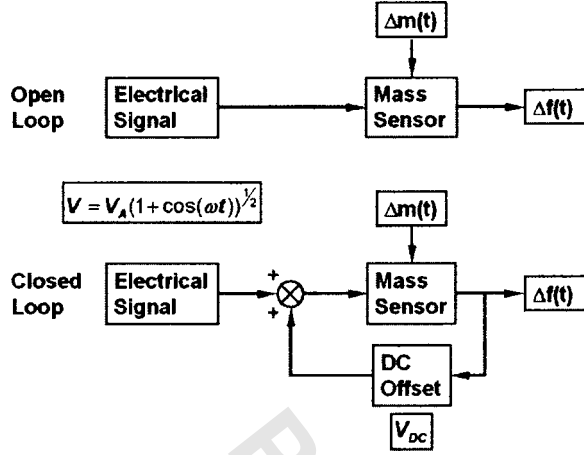 Δm(t)
Open Loop
Electrical Signal
Mass Sensor
Δf(t)
V = V_A(1 + cos(ωt))^½
Δm(t)
Closed Loop
Electrical Signal
+
+
Mass Sensor
Δf(t)
DC Offset
V_DC